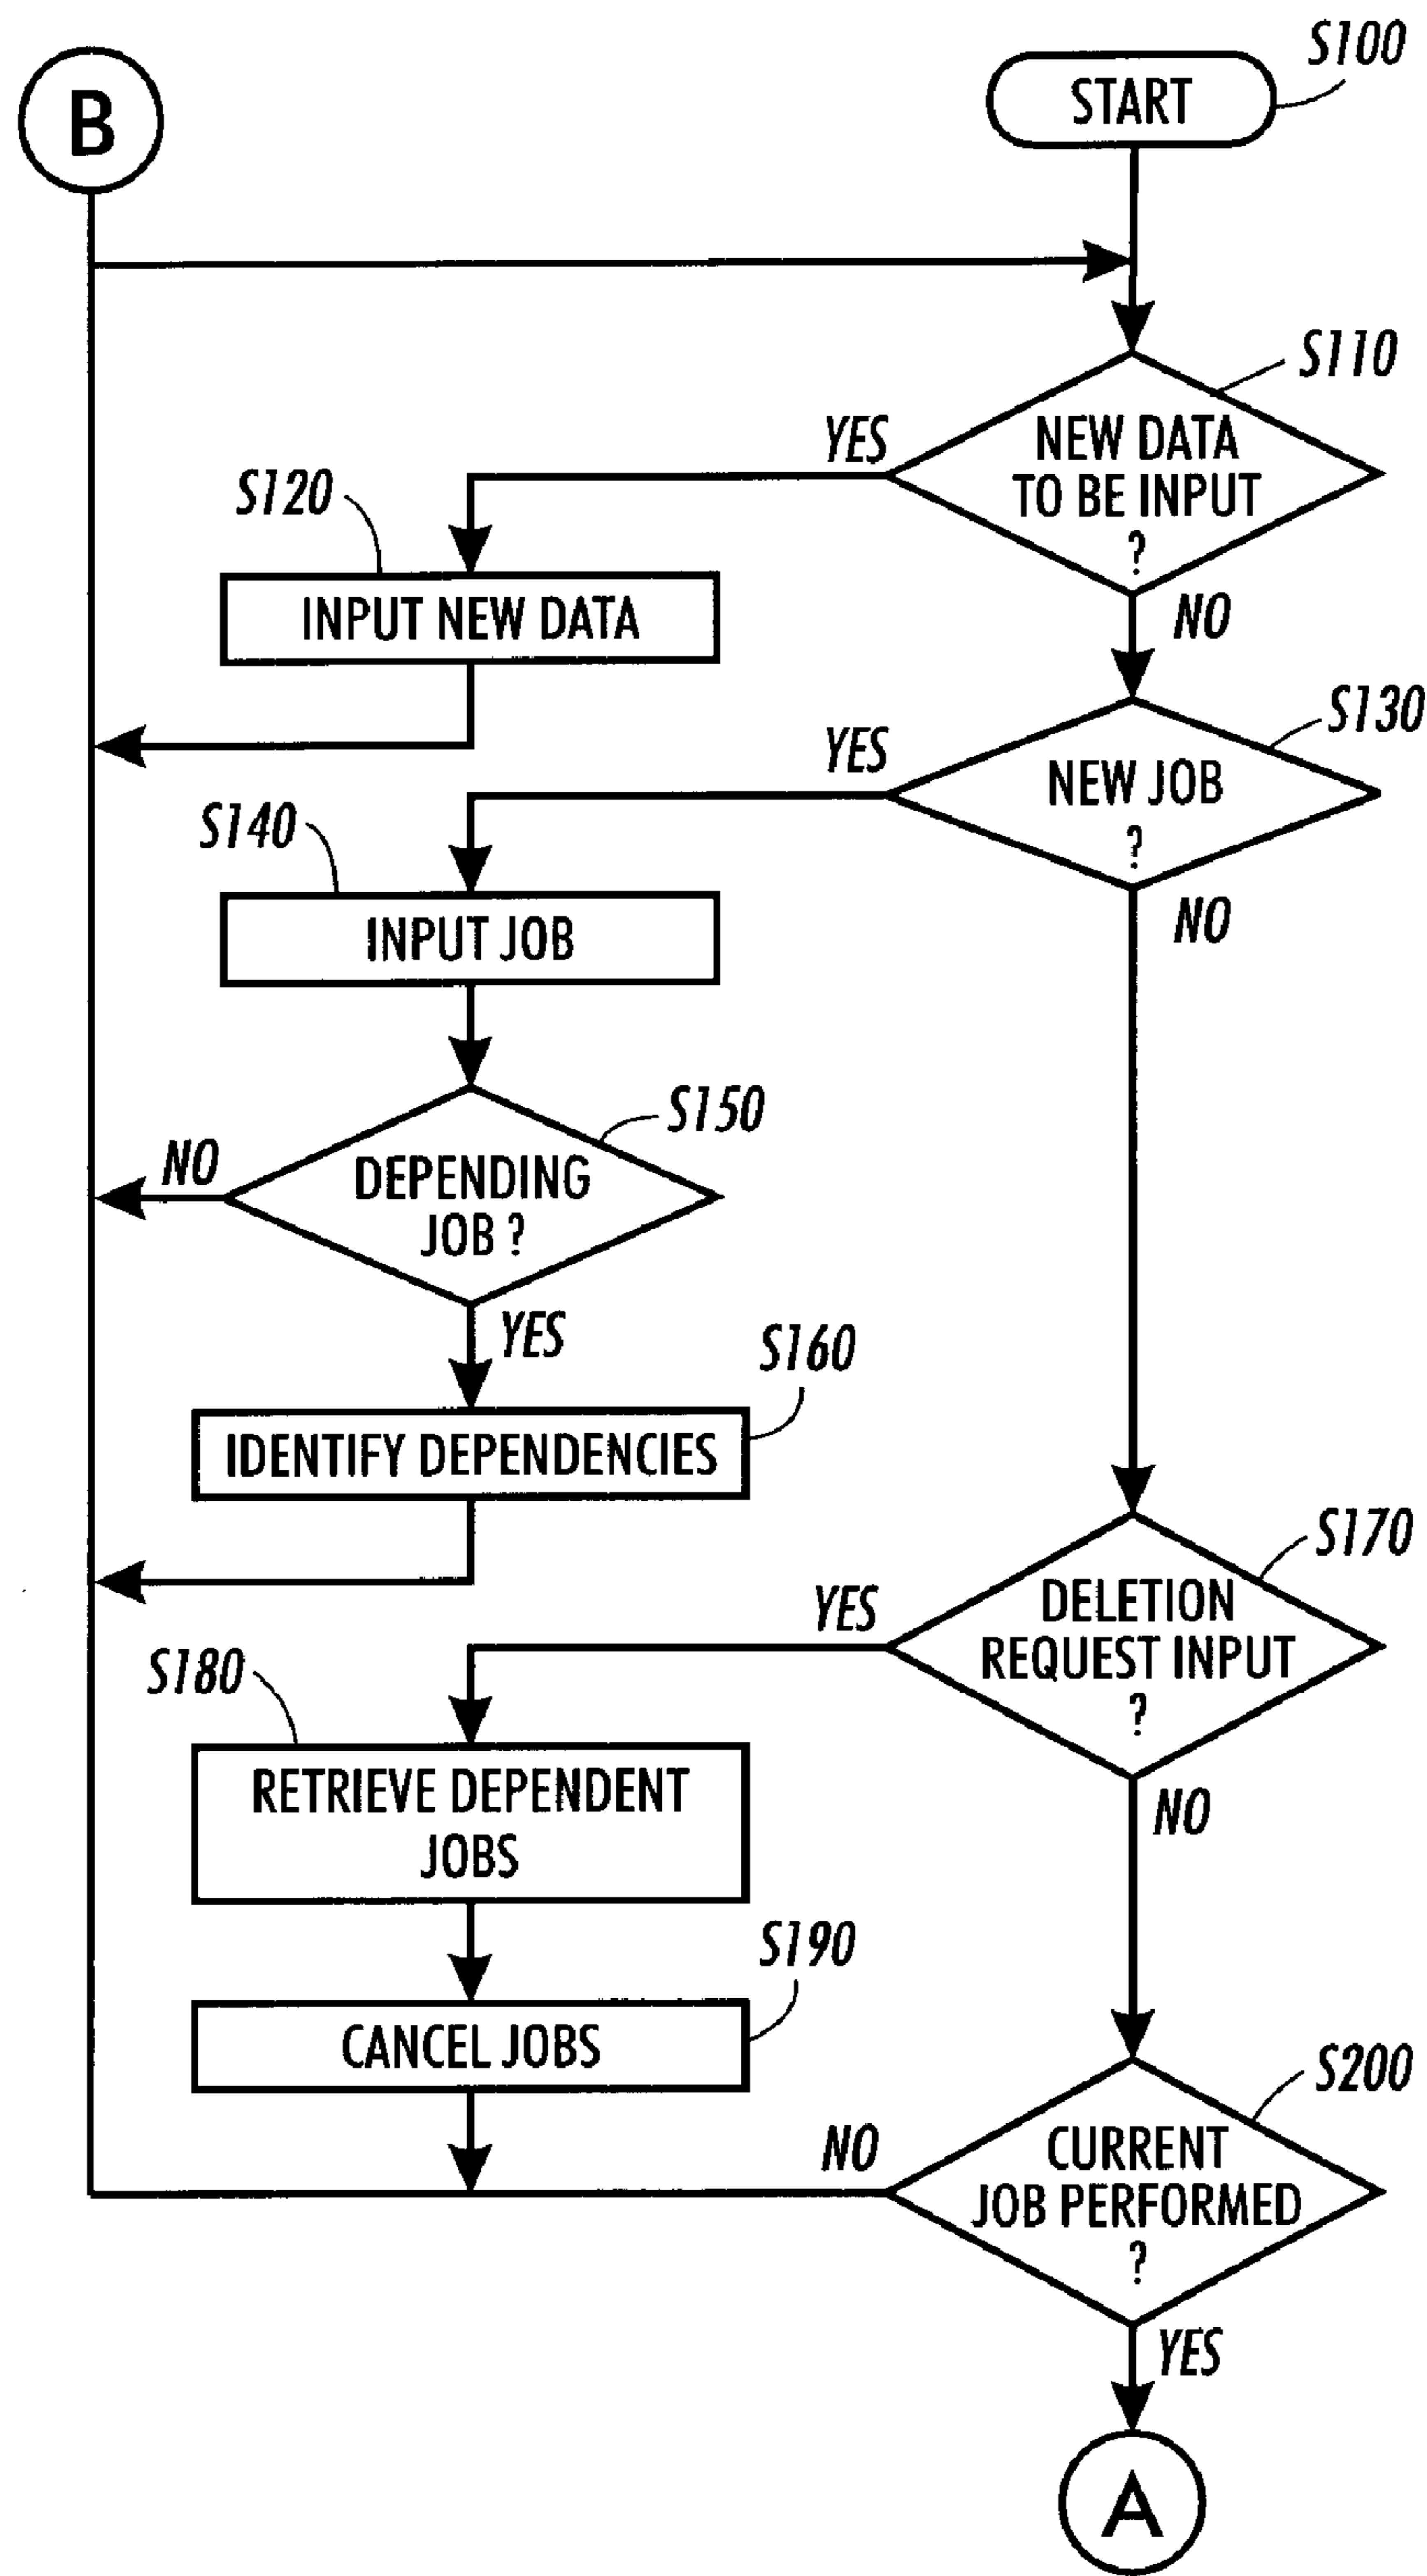 B
START
S100
S110
YES
NEW DATA
TO BE INPUT
?
NO
S120
INPUT NEW DATA
S130
YES
NEW JOB
?
NO
S140
INPUT JOB
S150
NO
DEPENDING
JOB ?
YES
S160
IDENTIFY DEPENDENCIES
S170
YES
DELETION
REQUEST INPUT
?
NO
S180
RETRIEVE DEPENDENT
JOBS
S190
CANCEL JOBS
S200
NO
CURRENT
JOB PERFORMED
?
YES
A